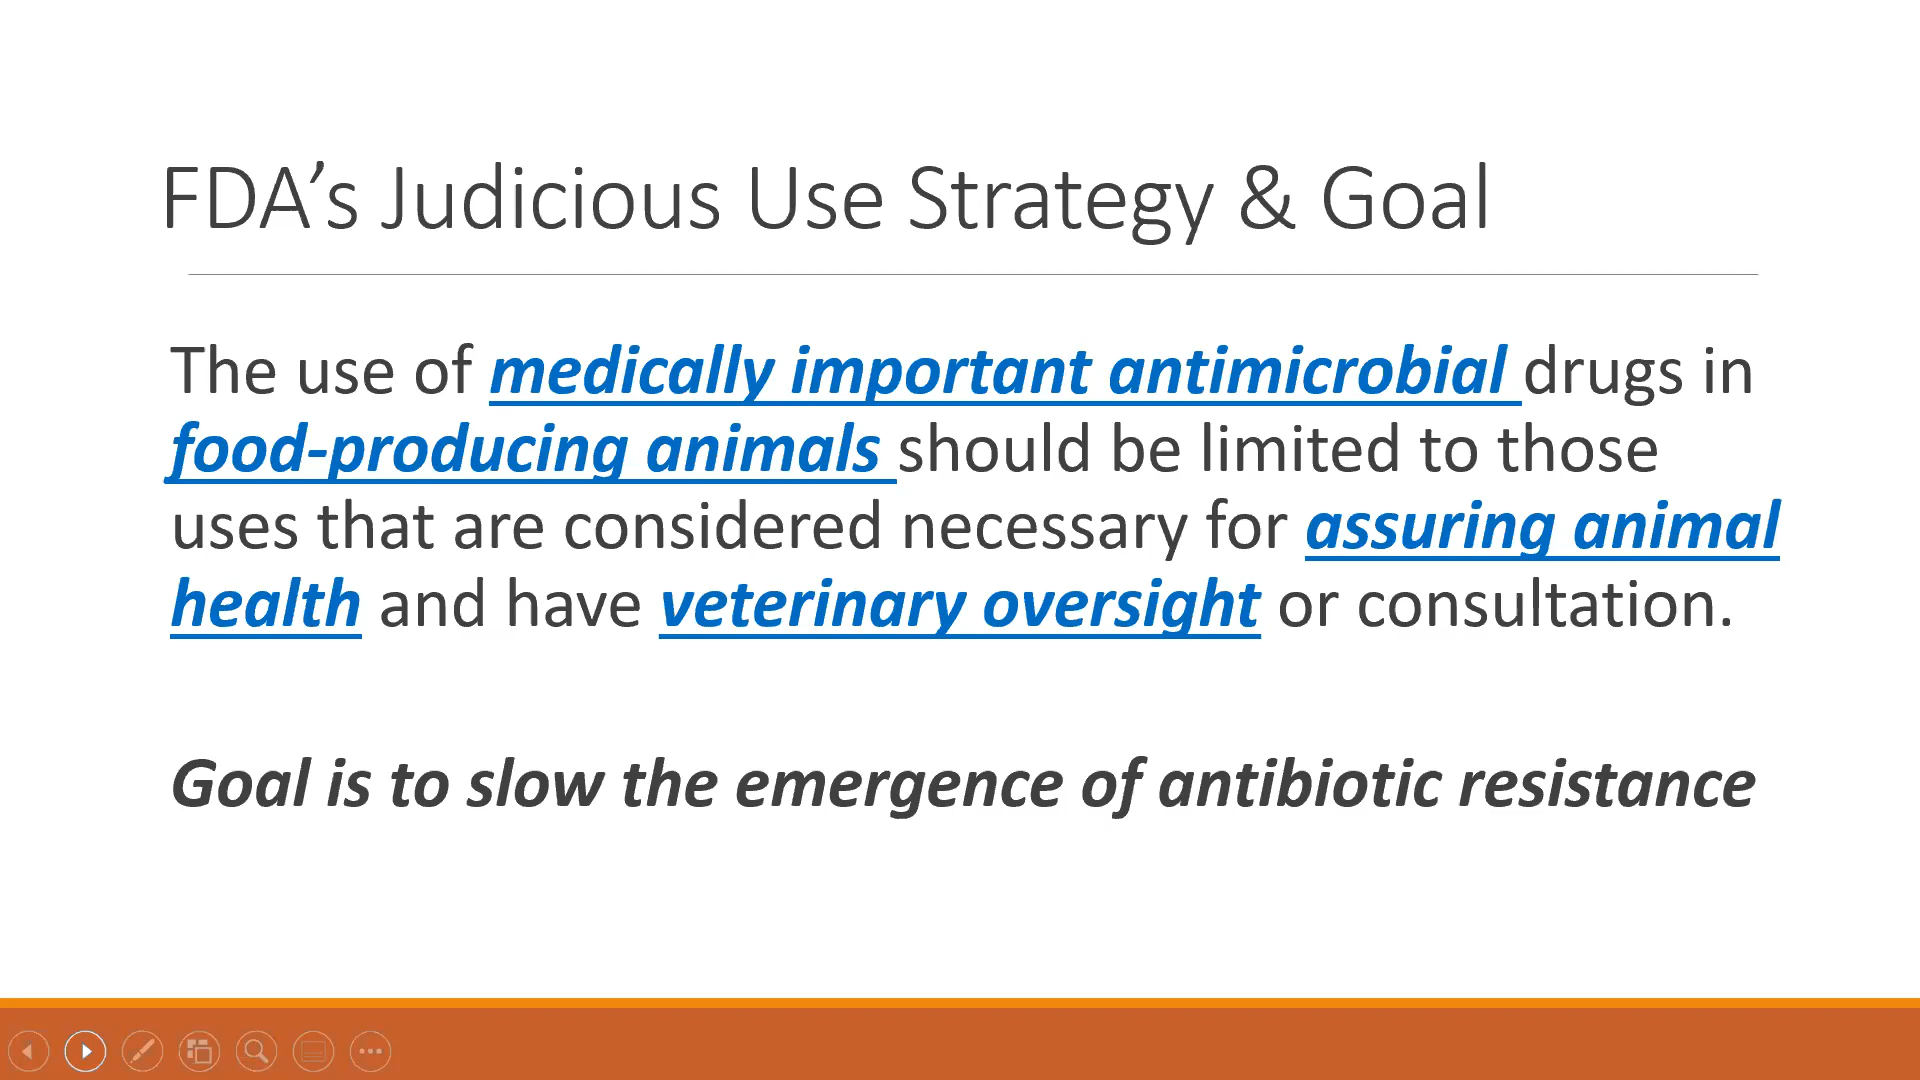 FDA’s Judicious Use Strategy & Goal
The use of medically important antimicrobial drugs in
food-producing animals should be limited to those
uses that are considered necessary for assuring animal
health and have veterinary oversight or consultation.
Goal is to slow the emergence of antibiotic resistance